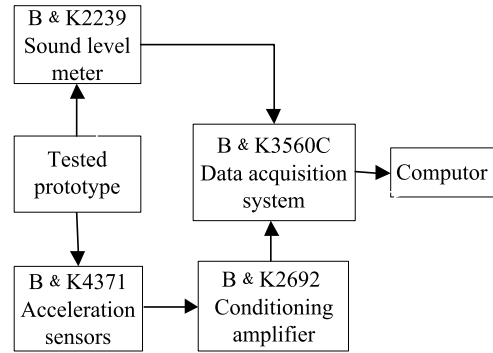 B & K2239
Sound level
meter
Tested
prototype
B & K3560C
Data acquisition
system
Computor
B & K4371
Acceleration
sensors
B & K2692
Conditioning
amplifier